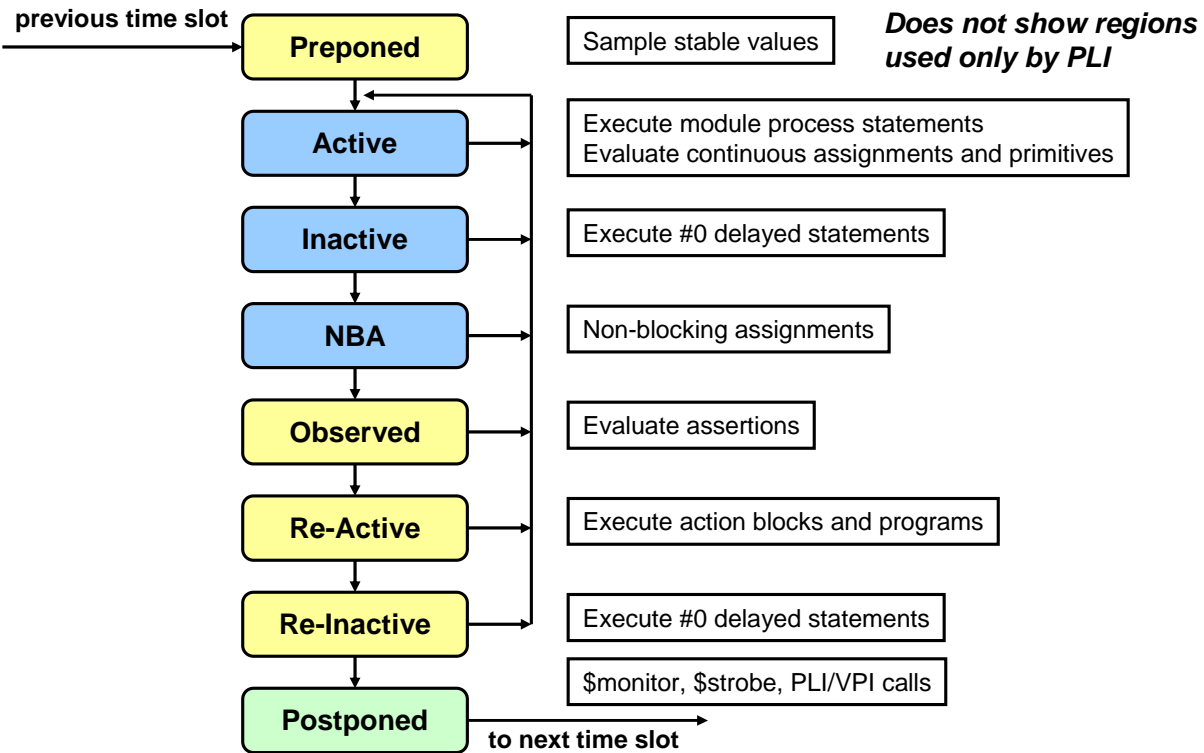 previous time slot
Preponed
Sample stable values
Does not show regions
used only by PLI
Active
Execute module process statements
Evaluate continuous assignments and primitives
Inactive
Execute #0 delayed statements
NBA
Non-blocking assignments
Observed
Evaluate assertions
Re-Active
Execute action blocks and programs
Re-Inactive
Execute #0 delayed statements
$monitor, $strobe, PLI/VPI calls
Postponed
to next time slot